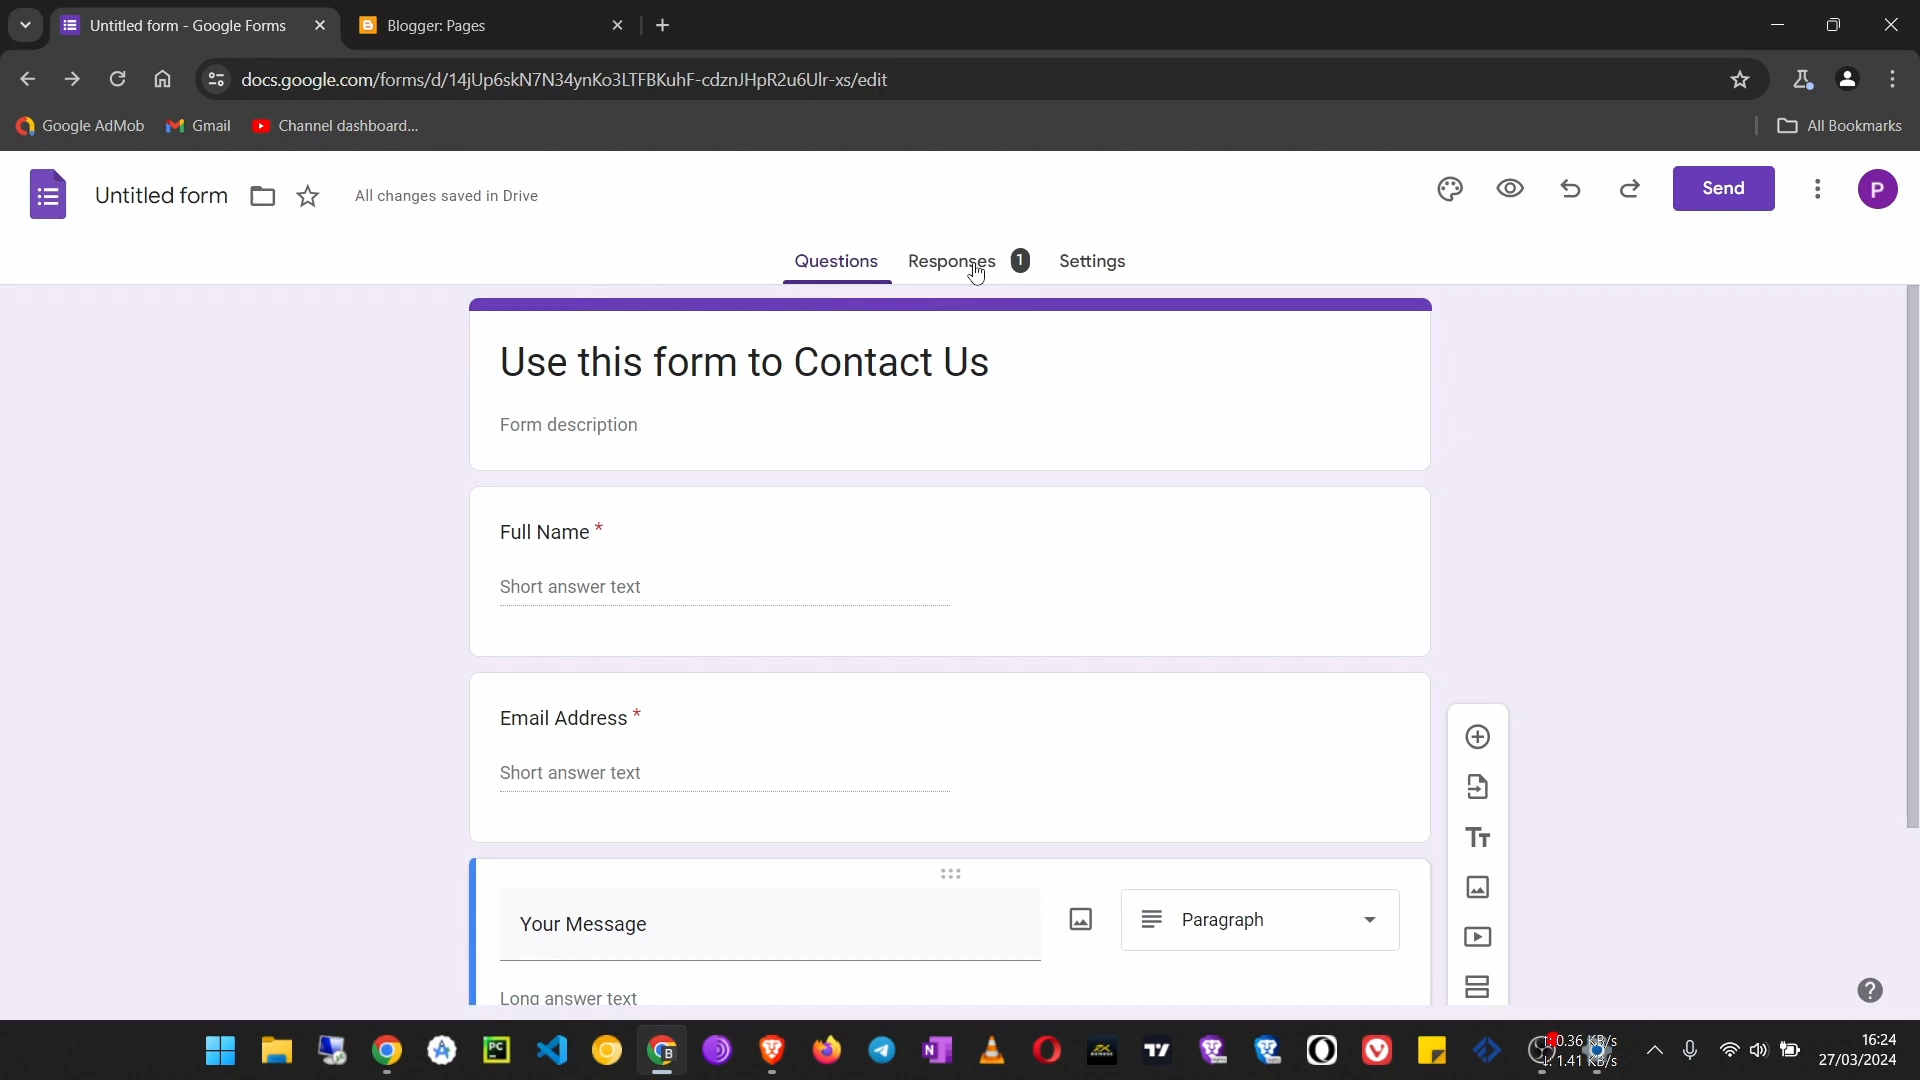 Untitled form - Google Forms
Blogger: Pages
docs.google.com/forms/d/14jUp6skN7N34ynKo3LTFBKuhF-cdznJHpR2u6Ulr-xs/edit
Google AdMob
Gmail
Channel dashboard...
All Bookmarks
Untitled form
All changes saved in Drive
Send
P
Questions
Responses
1
Settings
Use this form to Contact Us
Form description
Full Name *
Short answer text
Email Address *
Short answer text
Your Message
Paragraph
Long answer text
0.36 KB/s
16:24
1.41 KB/s
27/03/2024